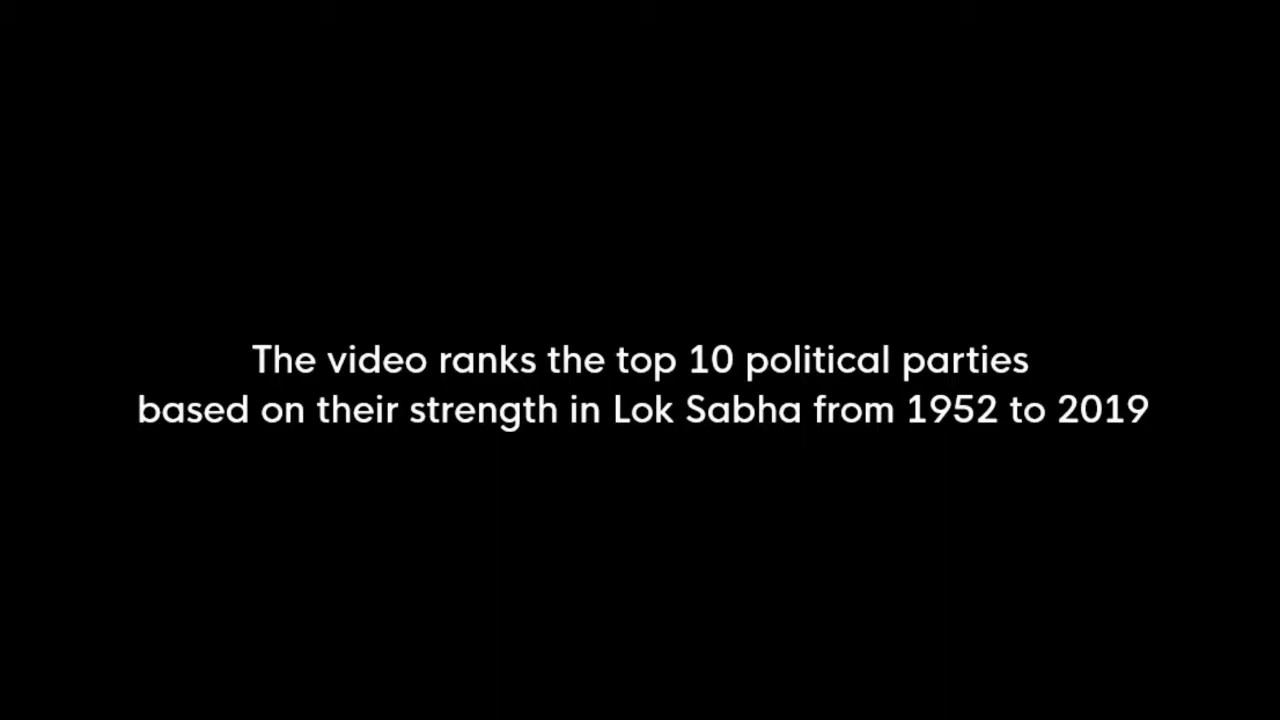 The video ranks the top 10 political parties
based on their strength in Lok Sabha from 1952 to 2019